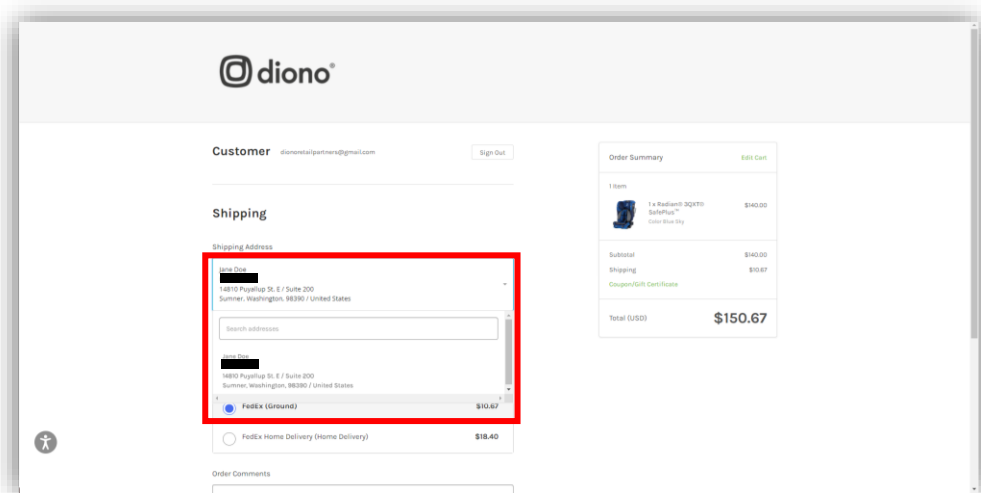 diono®
Customer dionoretailpartners@gmail.com Sign Out
Shipping
Shipping Address
Jane Doe
14810 Puyallup St. E / Suite 200
Sumner, Washington, 98390 / United States
Search addresses
Jane Doe
14810 Puyallup St. E / Suite 200
Sumner, Washington, 98390 / United States
FedEx (Ground) $10.67
FedEx Home Delivery (Home Delivery) $18.40
Order Comments
Order Summary Edit Cart
1 Item
1 x Radian® 3QXT® $140.00
SafePlus™
Color Blue Sky
Subtotal $140.00
Shipping $10.67
Coupon/Gift Certificate
Total (USD) $150.67